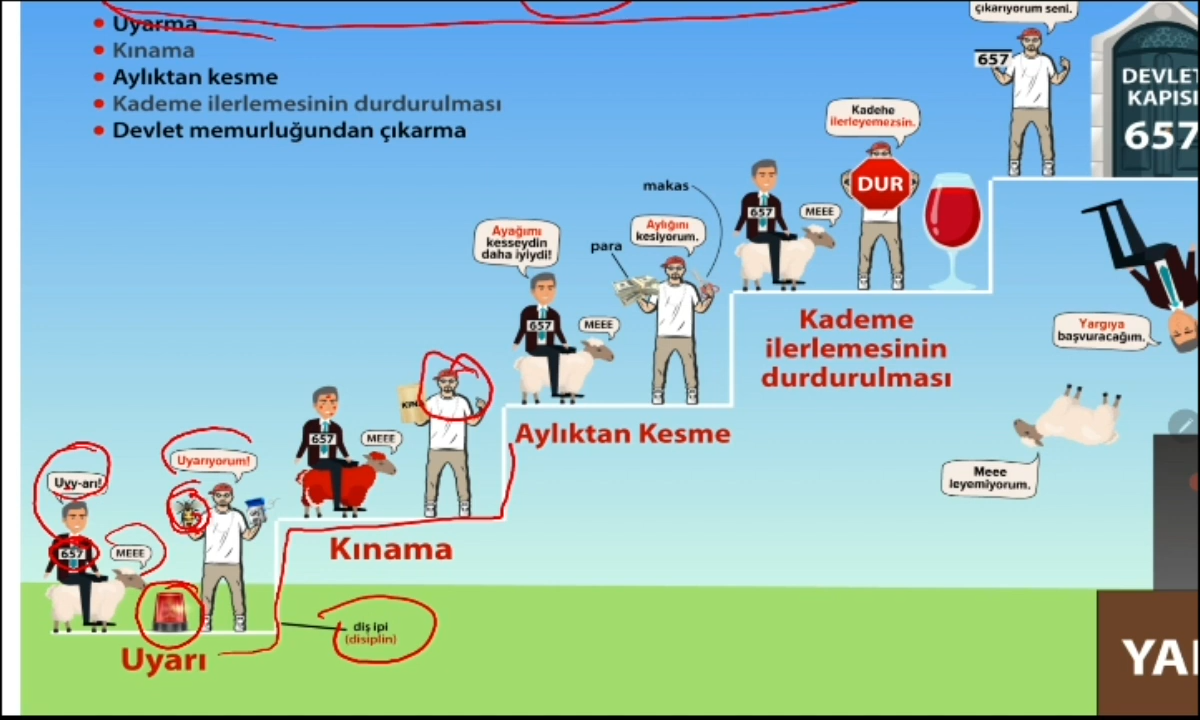 Uyarma
Kınama
Aylıktan kesme
Kademe ilerlemesinin durdurulması
Devlet memurluğundan çıkarma
çıkarıyorum seni.
657
DEVLET
KAPISI
657
Kadehe
ilerleyemezsin.
DUR
makas
657
MEEE
Ayağımı
kesseydin
daha iyiydi!
para
Aylığını
kesiyorum.
657
MEEE
Kademe
ilerlemesinin
durdurulması
Yargıya
başvuracağım.
Meee
leyemiyorum.
Aylıktan Kesme
657
MEEE
KIN
Kınama
Uyy-arı!
Uyarıyorum!
657
MEEE
diş ipi
(disiplin)
Uyarı
YA